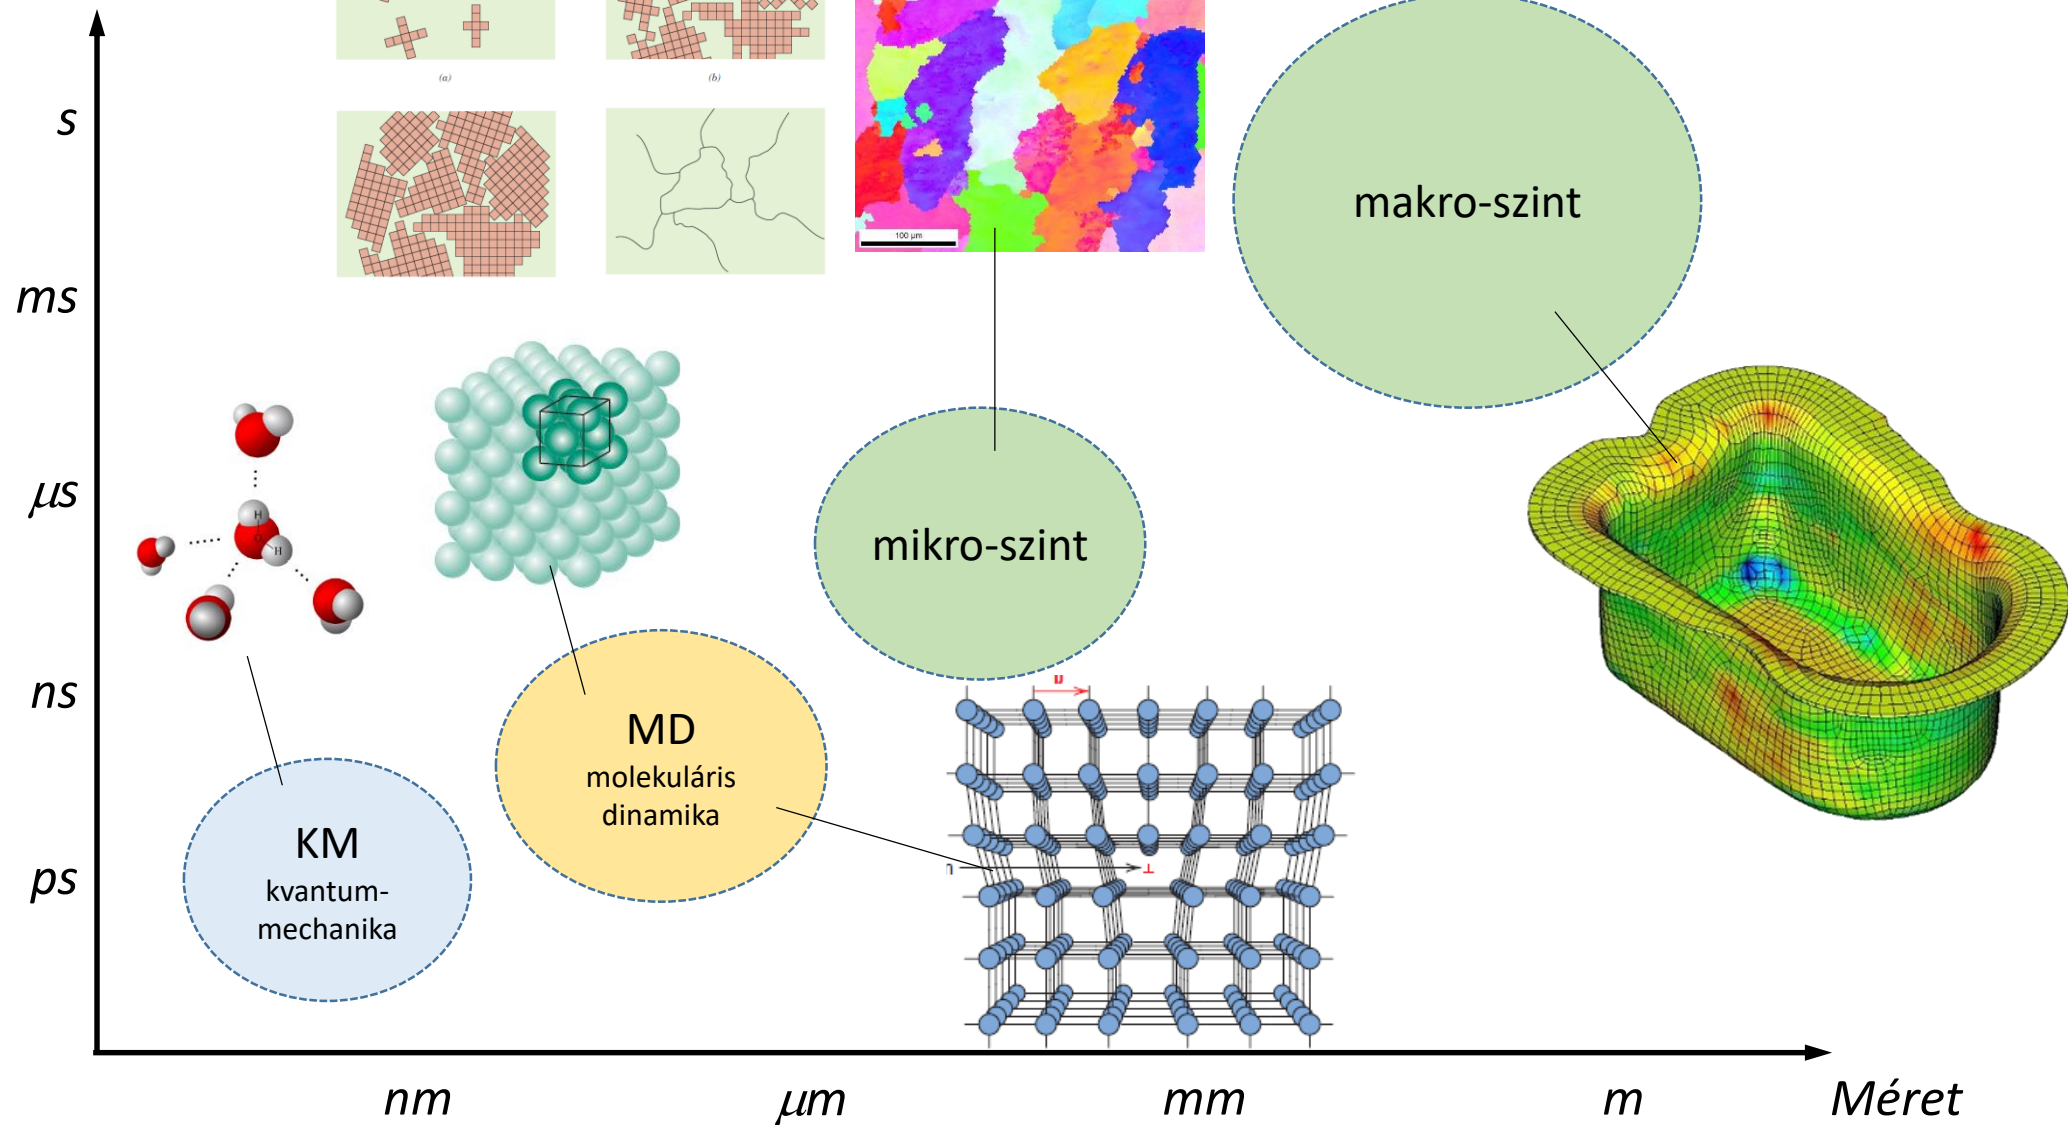 (a)
(b)
s
100 µm
makro-szint
ms
H
H
µs
mikro-szint
ns
MD
molekuláris
dinamika
KM
kvantum-
mechanika
ps
⊥
nm
µm
mm
m
Méret